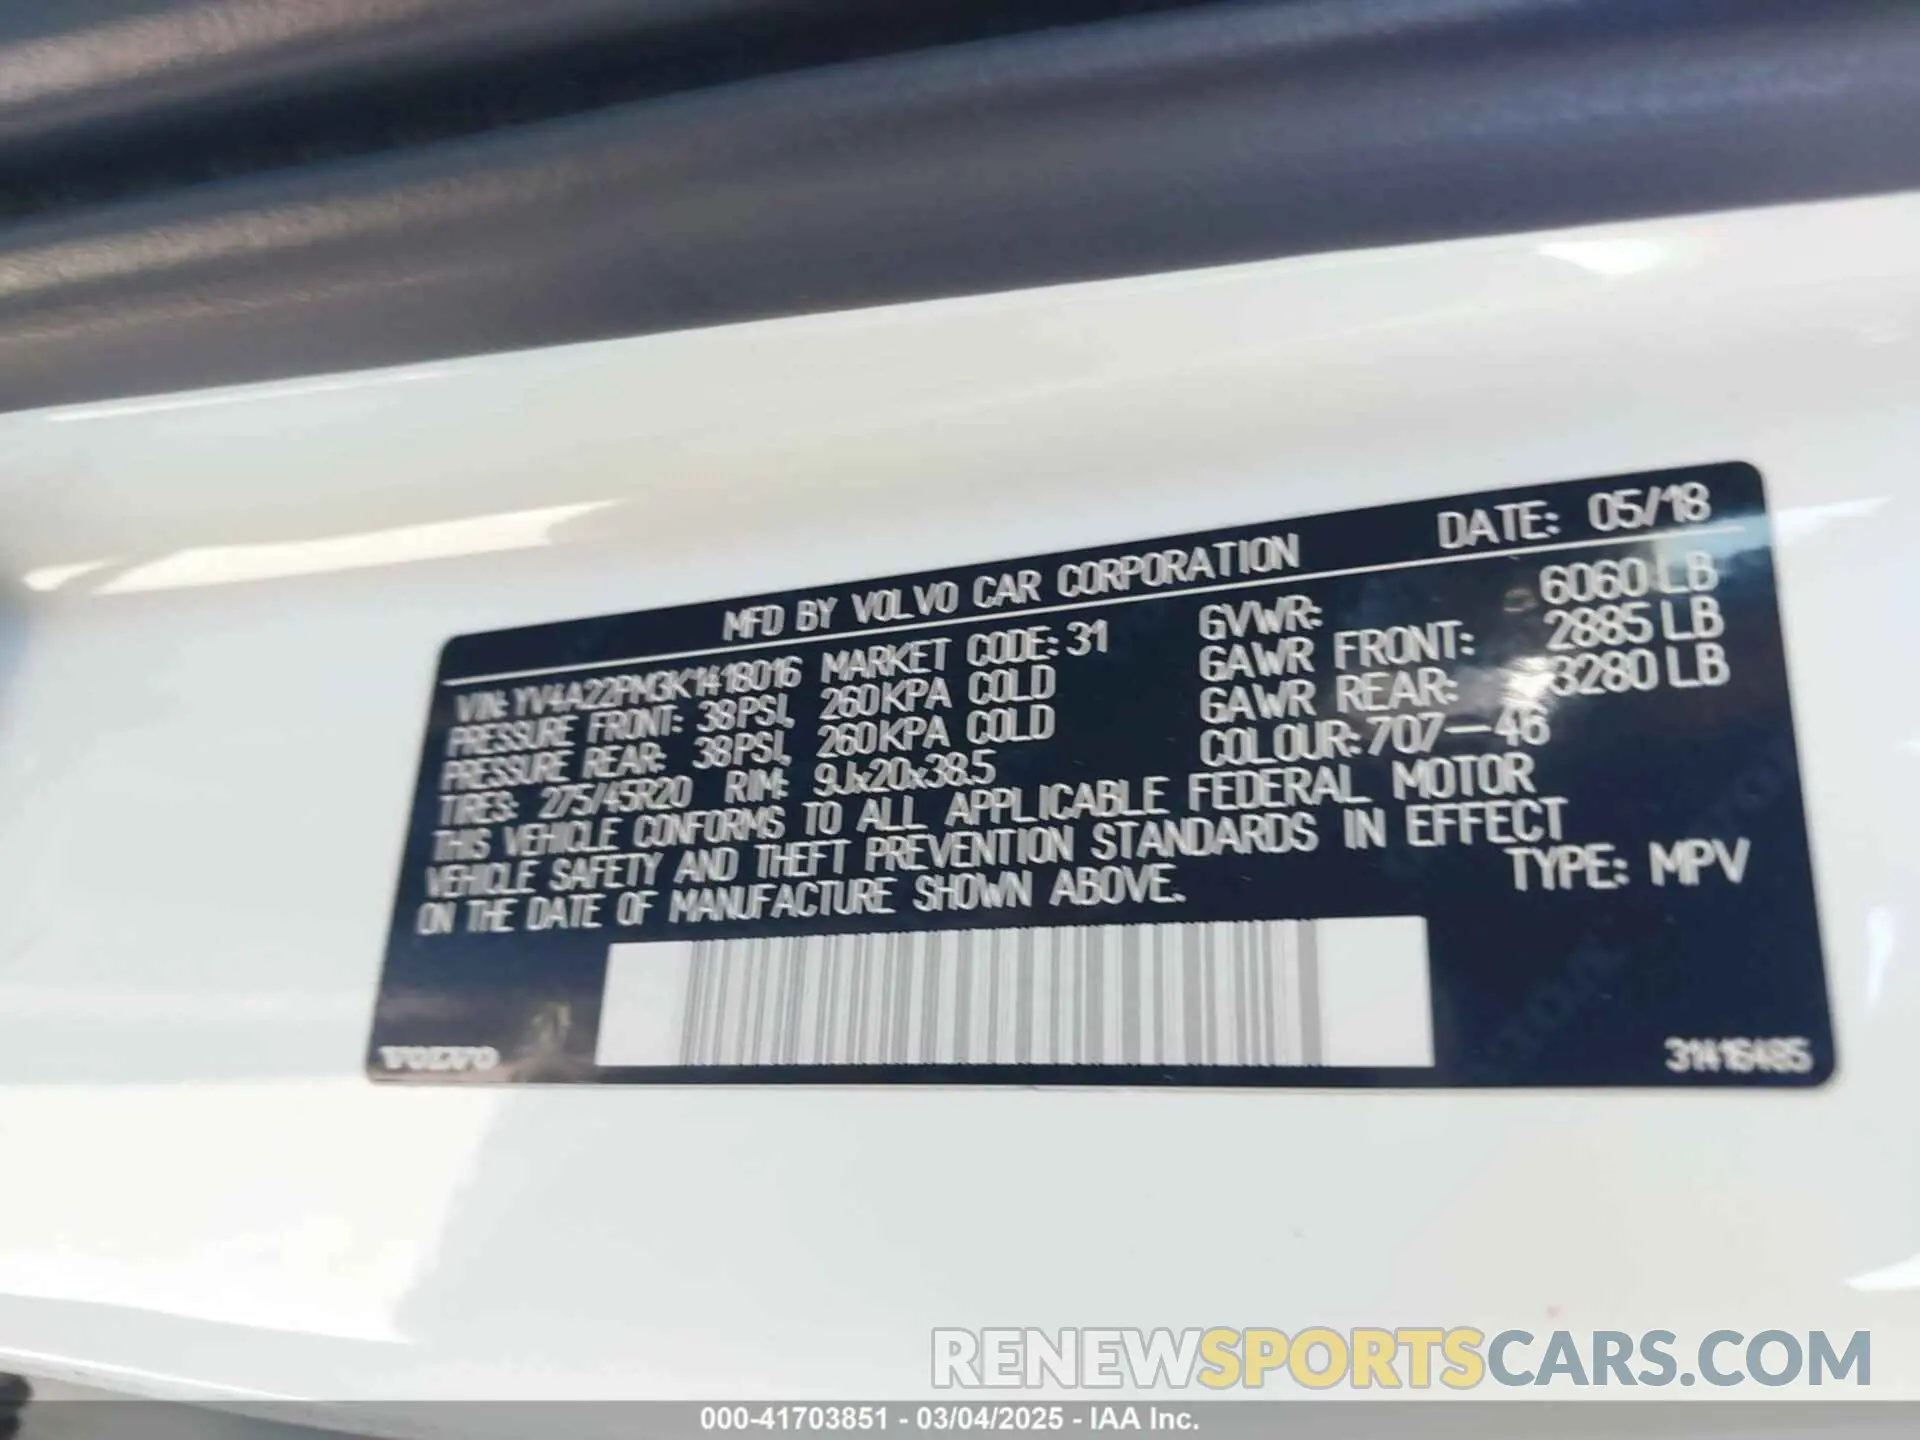 MFD BY VOLVO CAR CORPORATION DATE: 05/18
VIN: YV4A22PM3K1418016 MARKET CODE: 31 GVWR: 6060 LB
PRESSURE FRONT: 38PSI, 260KPA COLD GAWR FRONT: 2885 LB
PRESSURE REAR: 38PSI, 260KPA COLD GAWR REAR: 3280 LB
TIRES: 275/45R20 RIM: 9Jx20x38.5 COLOUR: 707-46
THIS VEHICLE CONFORMS TO ALL APPLICABLE FEDERAL MOTOR
VEHICLE SAFETY AND THEFT PREVENTION STANDARDS IN EFFECT
ON THE DATE OF MANUFACTURE SHOWN ABOVE. TYPE: MPV
VOLVO 31416485
RENEWSPORTSCARS.COM
000-41703851 - 03/04/2025 - IAA Inc.